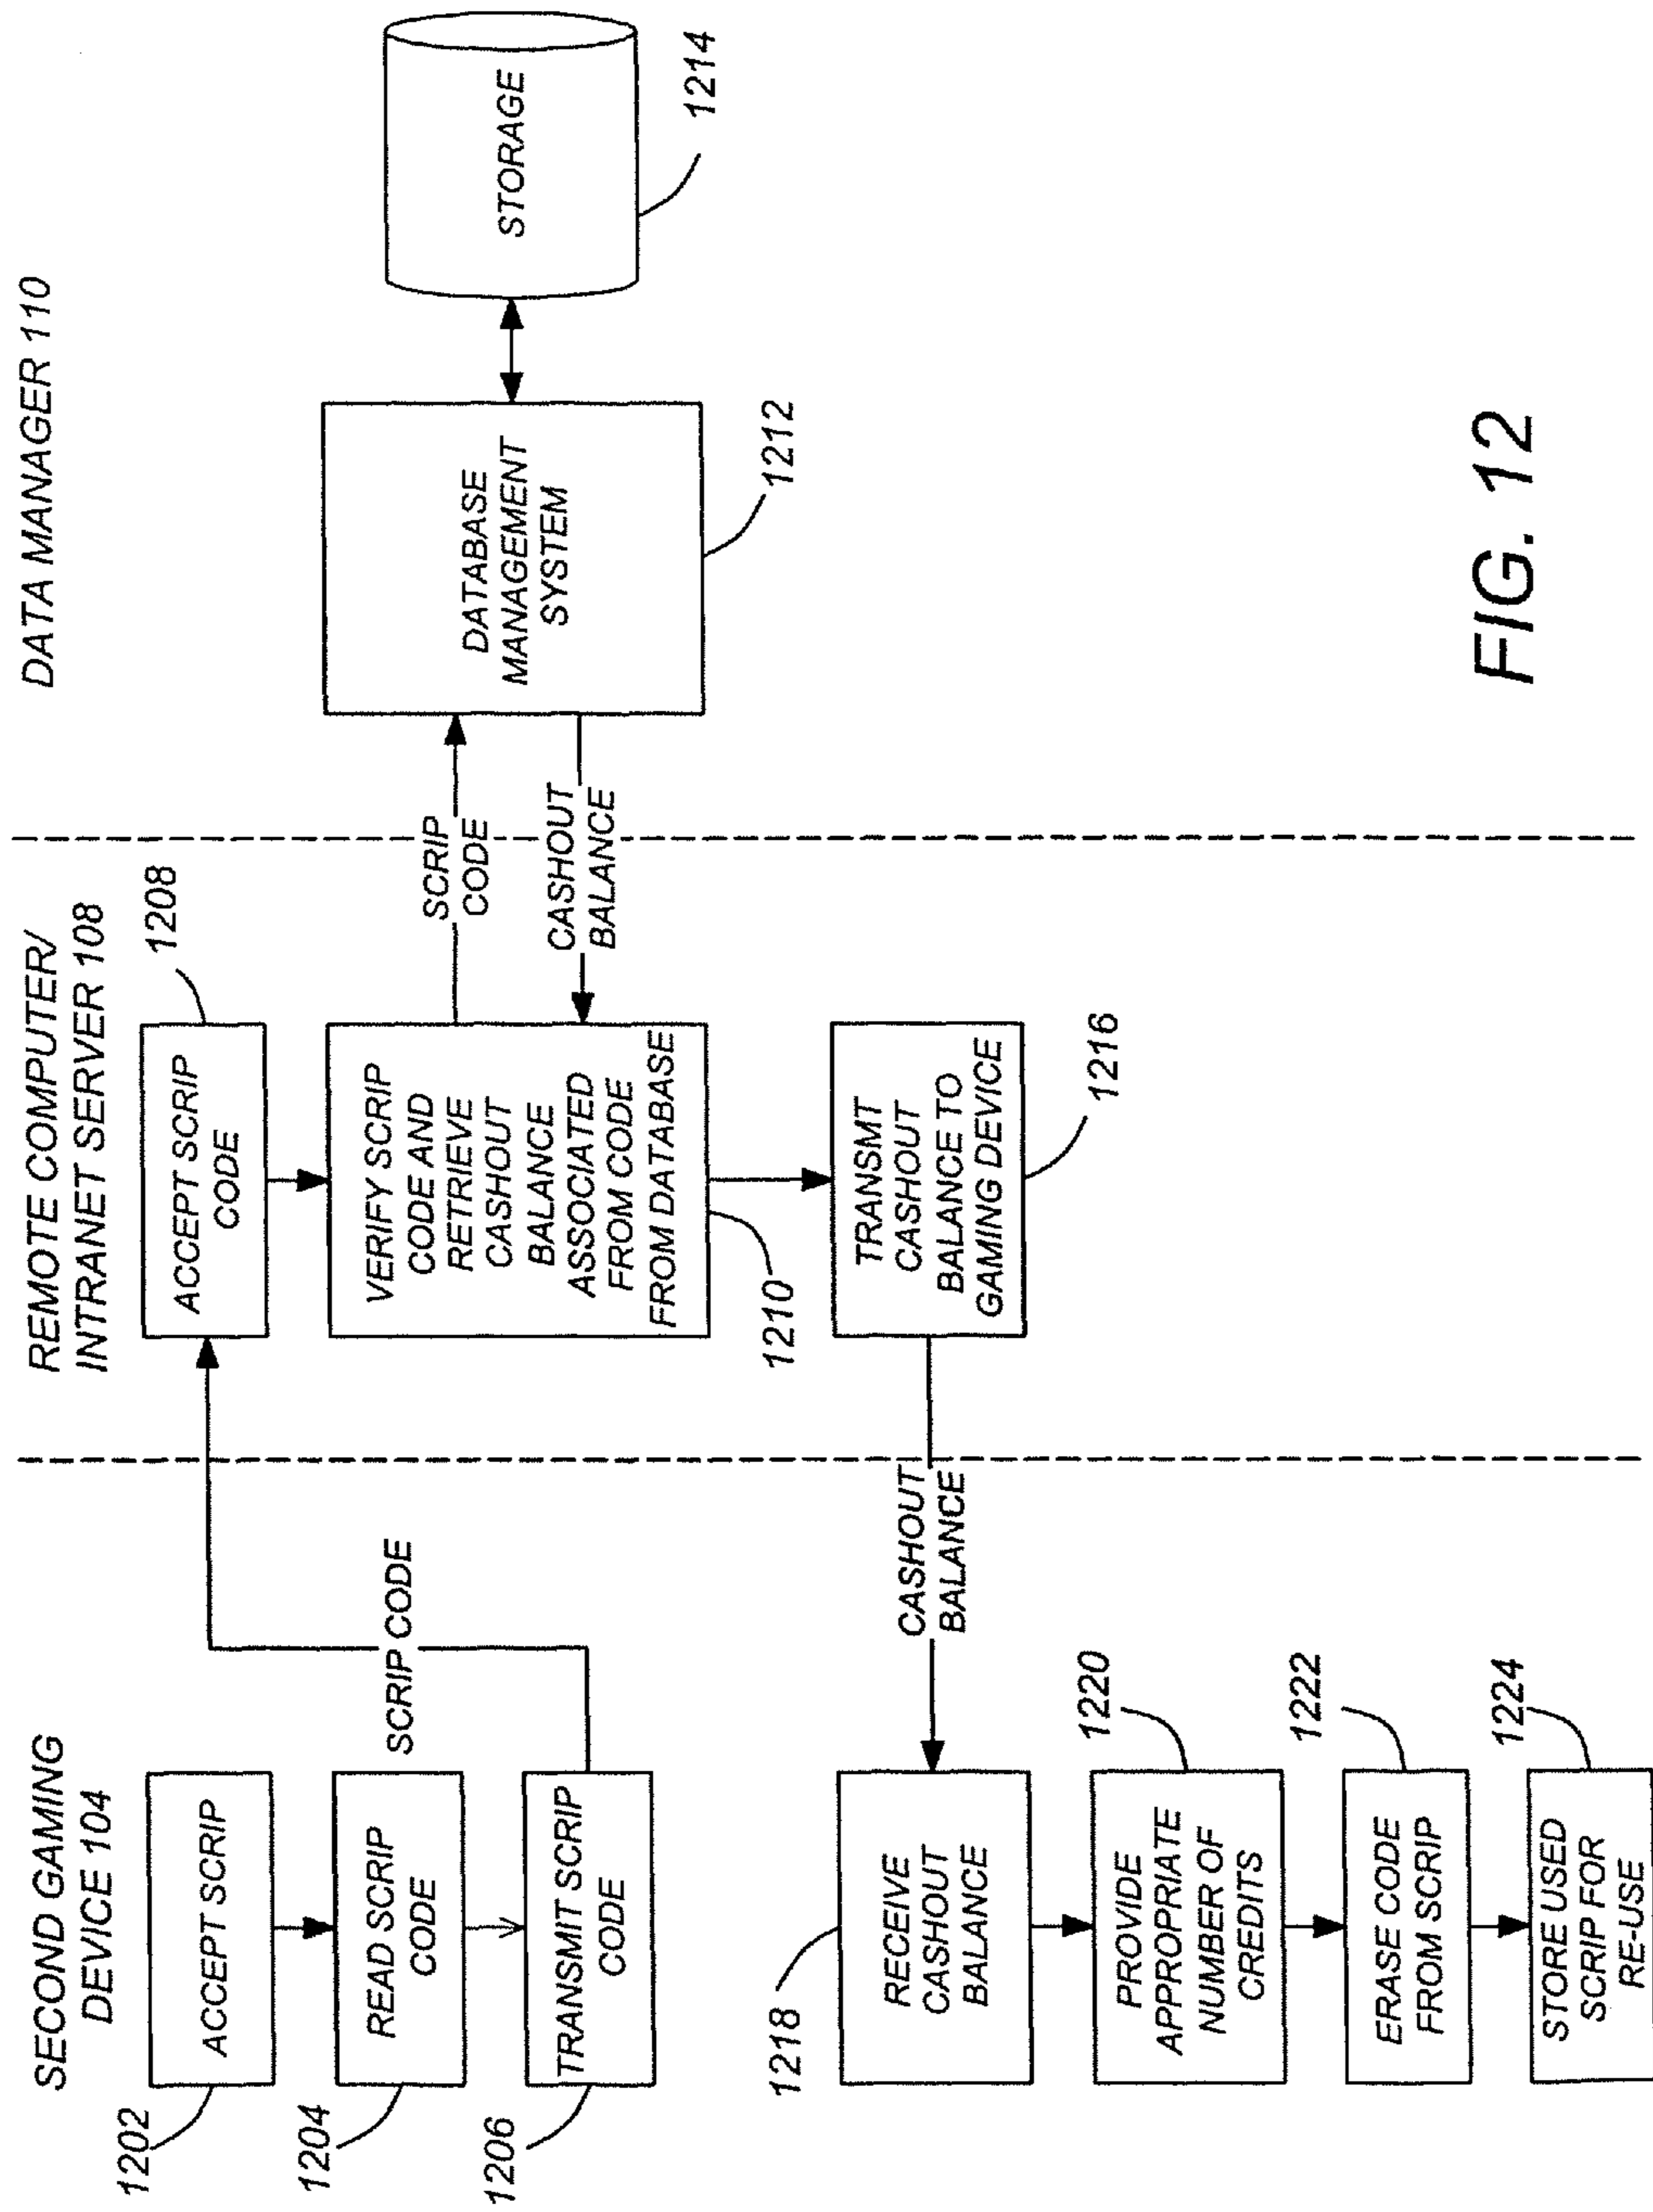 SECOND GAMING
DEVICE 104
1202
ACCEPT SCRIP
1204
READ SCRIP
CODE
1206
TRANSMIT SCRIP
CODE
SCRIP CODE
1218
RECEIVE
CASHOUT
BALANCE
1220
PROVIDE
APPROPRIATE
NUMBER OF
CREDITS
1222
ERASE CODE
FROM SCRIP
1224
STORE USED
SCRIP FOR
RE-USE
REMOTE COMPUTER/
INTRANET SERVER 108
1208
ACCEPT SCRIP
CODE
VERIFY SCRIP
CODE AND
RETRIEVE
CASHOUT
BALANCE
ASSOCIATED
FROM CODE
FROM DATABASE
1210
TRANSMT
CASHOUT
BALANCE TO
GAMING DEVICE
1216
CASHOUT
BALANCE
DATA MANAGER 110
SCRIP
CODE
CASHOUT
BALANCE
DATABASE
MANAGEMENT
SYSTEM
1212
STORAGE
1214
FIG. 12